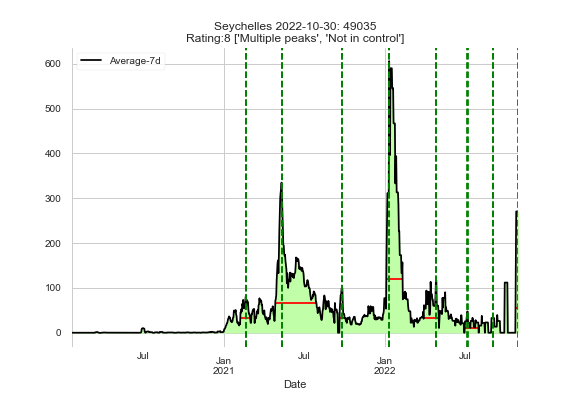 Seychelles 2022-10-30: 49035
Rating:8 ['Multiple peaks', 'Not in control']
Average-7d
600
500
400
300
200
100
0
Jul
Jan
2021
Jul
Jan
2022
Jul
Date